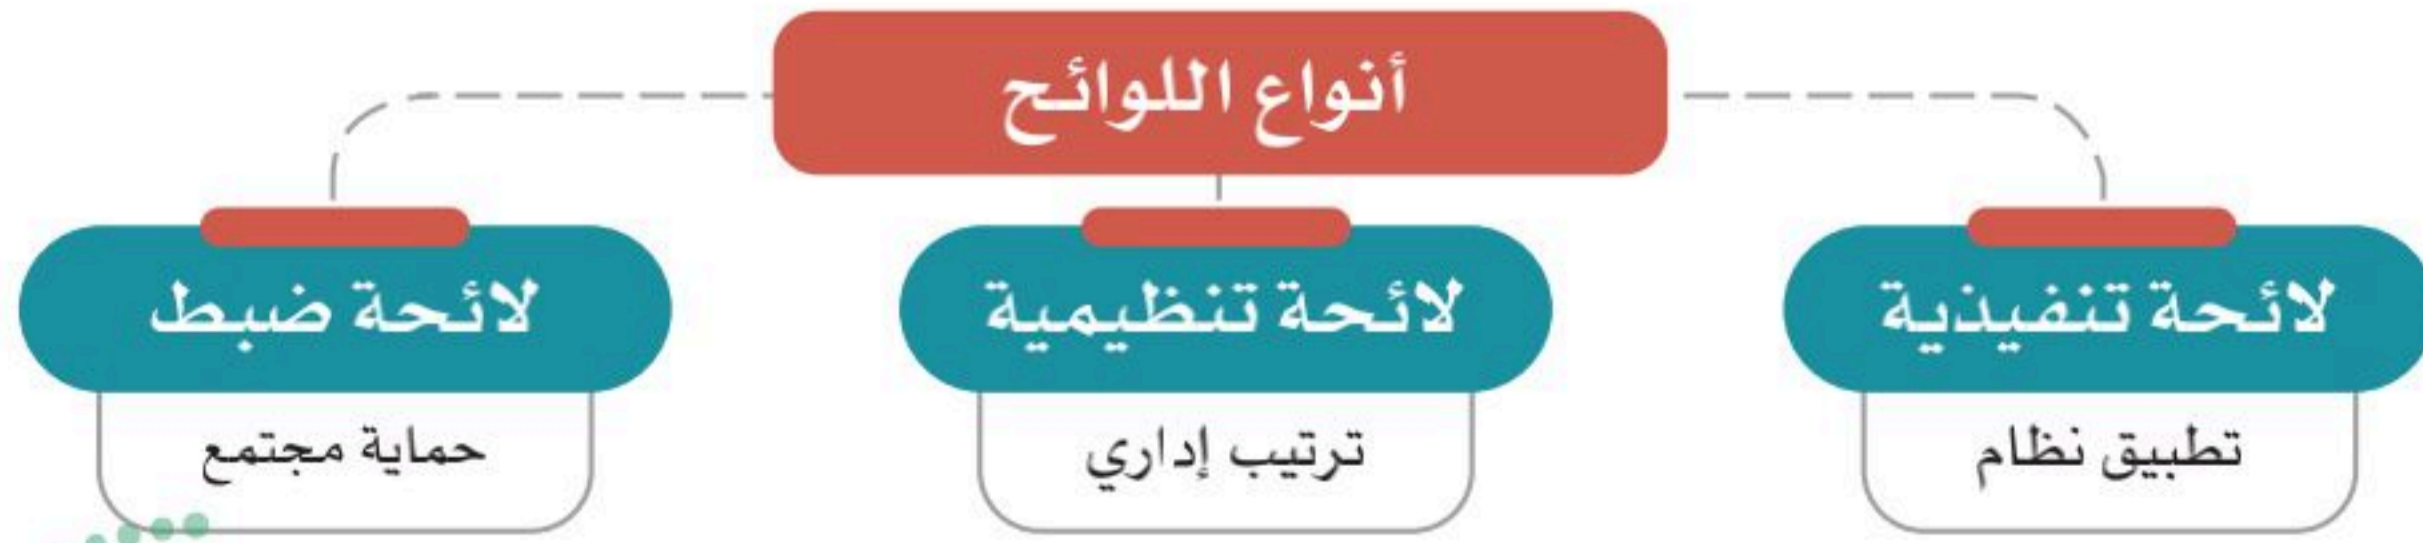 أنواع اللوائح
لائحة تنفيذية
تطبيق نظام
لائحة تنظيمية
ترتيب إداري
لائحة ضبط
حماية مجتمع